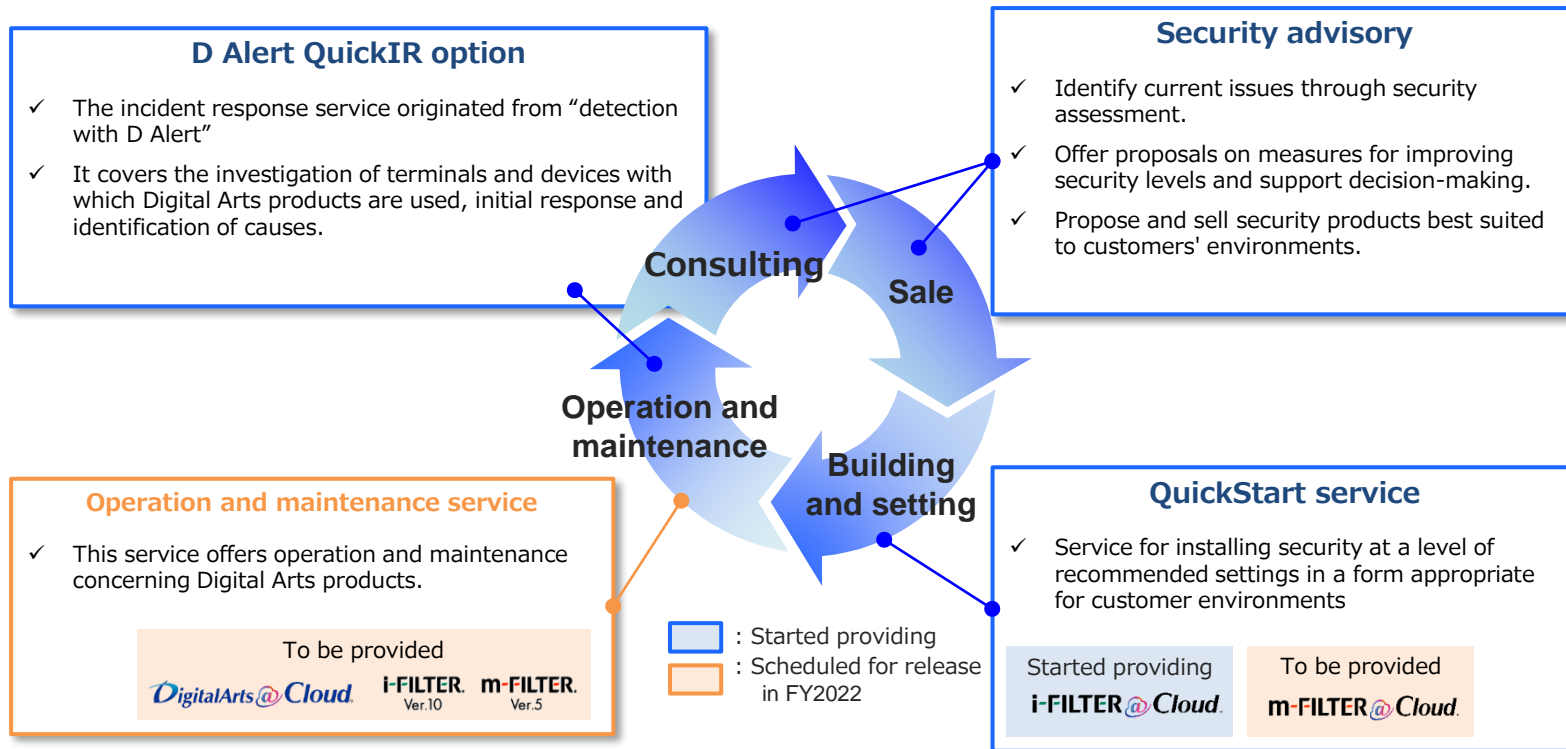 D Alert QuickIR option
✓ The incident response service originated from “detection
with D Alert”
✓ It covers the investigation of terminals and devices with
which Digital Arts products are used, initial response and
identification of causes.
Security advisory
✓ Identify current issues through security
assessment.
✓ Offer proposals on measures for improving
security levels and support decision-making.
✓ Propose and sell security products best suited
to customers' environments.
Consulting
Sale
Operation and
maintenance
Building
and setting
Operation and maintenance service
✓ This service offers operation and maintenance
concerning Digital Arts products.
To be provided
DigitalArts@Cloud.
i-FILTER.
Ver.10
m-FILTER.
Ver.5
: Started providing
: Scheduled for release
in FY2022
QuickStart service
✓ Service for installing security at a level of
recommended settings in a form appropriate
for customer environments
Started providing
i-FILTER@Cloud.
To be provided
m-FILTER@Cloud.